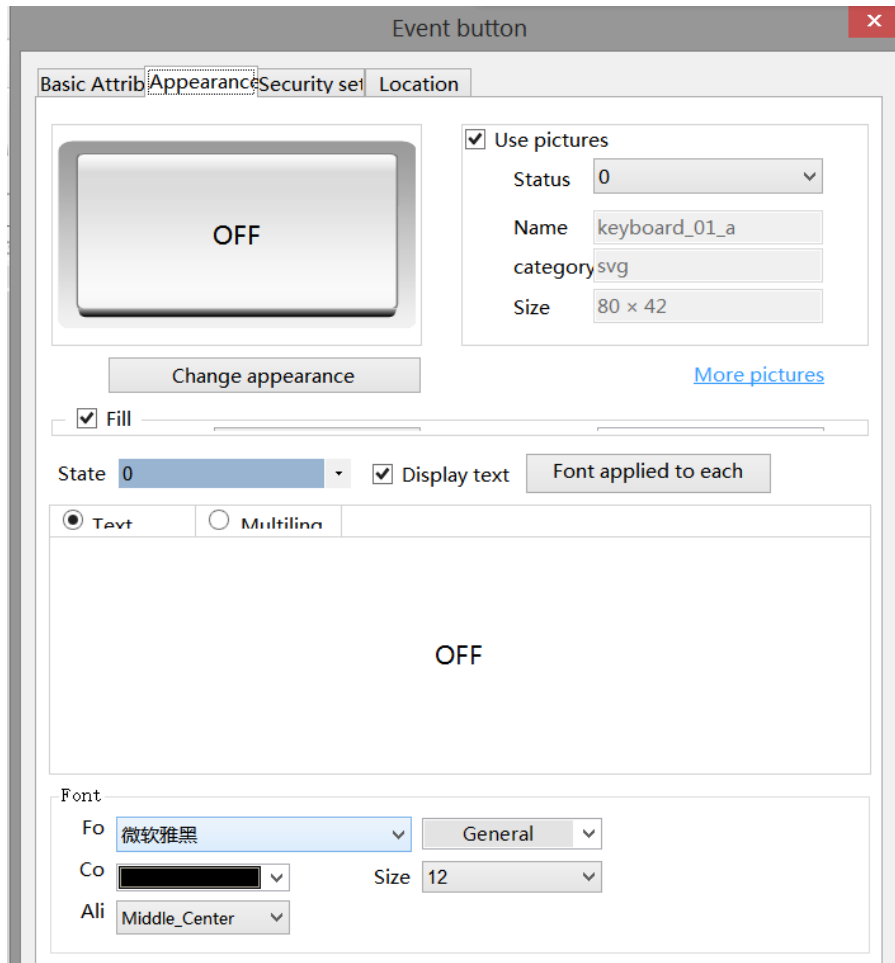 Event button
Basic Attrib Appearance Security set Location
OFF
Use pictures
Status 0
Name keyboard_01_a
category svg
Size 80 × 42
Change appearance
More pictures
Fill
State 0 Display text Font applied to each
Text Multiling
OFF
Font
Fo 微软雅黑 General
Co Size 12
Ali Middle_Center